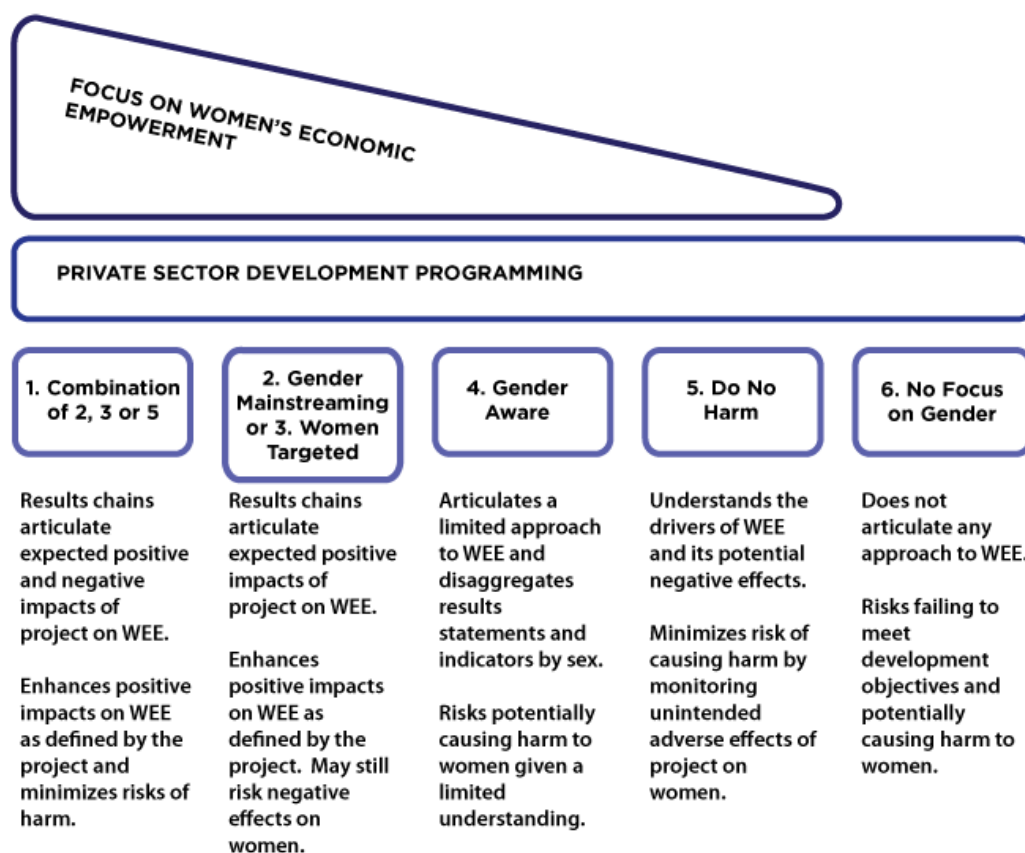 FOCUS ON WOMEN'S ECONOMIC
EMPOWERMENT
PRIVATE SECTOR DEVELOPMENT PROGRAMMING
1. Combination
of 2, 3 or 5
Results chains
articulate
expected positive
and negative
impacts of
project on WEE.
Enhances positive
impacts on WEE
as defined by the
project and
minimizes risks of
harm.
2. Gender
Mainstreaming
or 3. Women
Targeted
Results chains
articulate
expected positive
impacts of
project on WEE.
Enhances
positive impacts
on WEE as
defined by the
project. May still
risk negative
effects on
women.
4. Gender
Aware
Articulates a
limited approach
to WEE and
disaggregates
results
statements and
indicators by sex.
Risks potentially
causing harm to
women given a
limited
understanding.
5. Do No
Harm
Understands the
drivers of WEE
and its potential
negative effects.
Minimizes risk of
causing harm by
monitoring
unintended
adverse effects of
project on
women.
6. No Focus
on Gender
Does not
articulate any
approach to WEE.
Risks failing to
meet
development
objectives and
potentially
causing harm to
women.